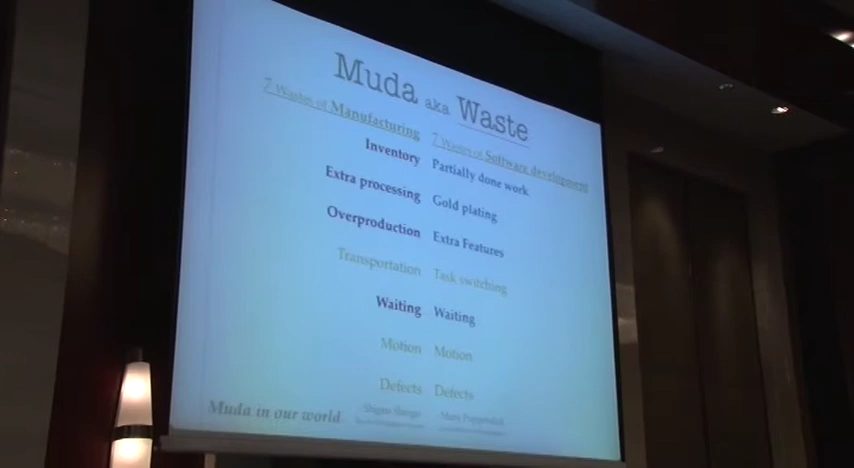 Muda aka Waste
7 Wastes of Manufacturing 7 Wastes of Software development
Inventory Partially done work
Extra processing Gold plating
Overproduction Extra Features
Transportation Task switching
Waiting Waiting
Motion Motion
Defects Defects
Muda in our world Shigeo Shingo Mary Poppendieck